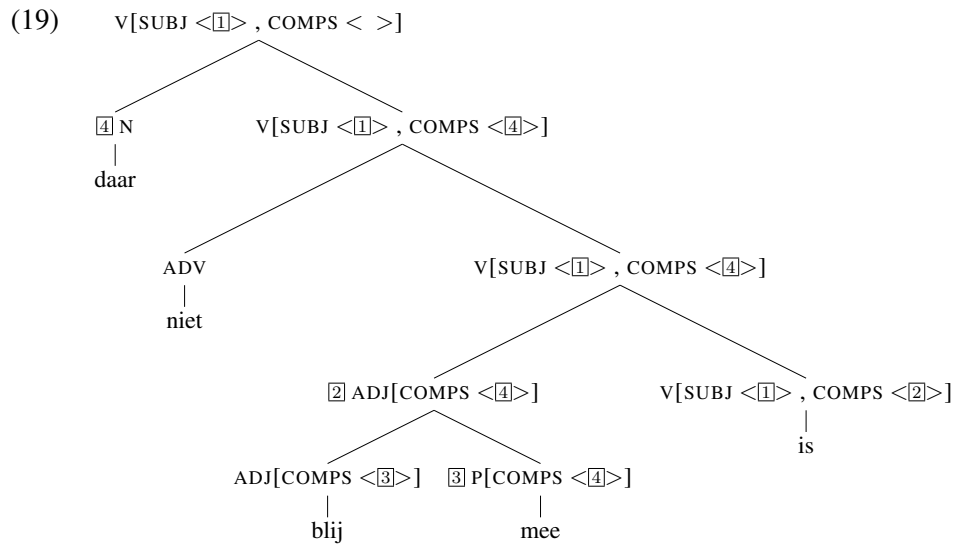 (19) V[SUBJ <1> , COMPS < >]
4 N V[SUBJ <1> , COMPS <4>]
daar
ADV V[SUBJ <1> , COMPS <4>]
niet
2 ADJ[COMPS <4>] V[SUBJ <1> , COMPS <2>]
is
ADJ[COMPS <3>] 3 P[COMPS <4>]
blij mee